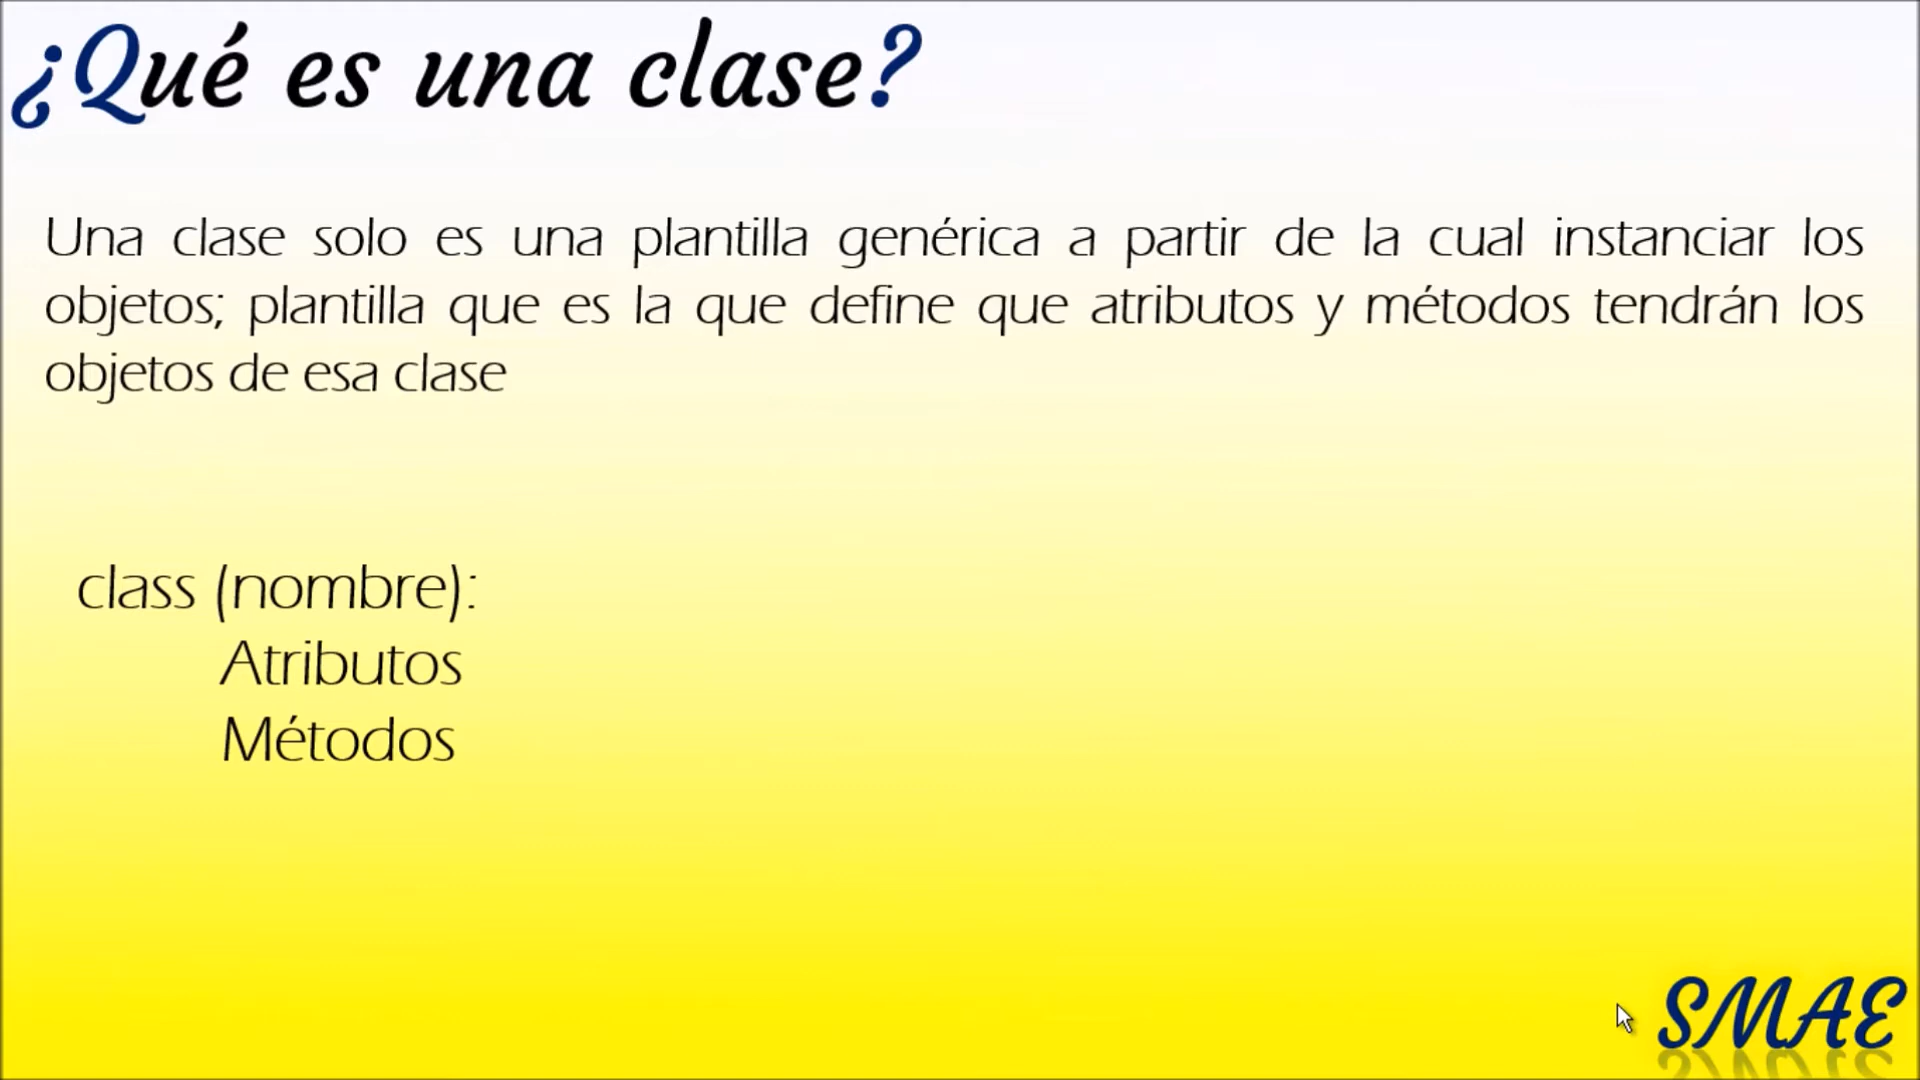 ¿Qué es una clase?
Una clase solo es una plantilla genérica a partir de la cual instanciar los
objetos; plantilla que es la que define que atributos y métodos tendrán los
objetos de esa clase
class (nombre):
Atributos
Métodos
SMAE